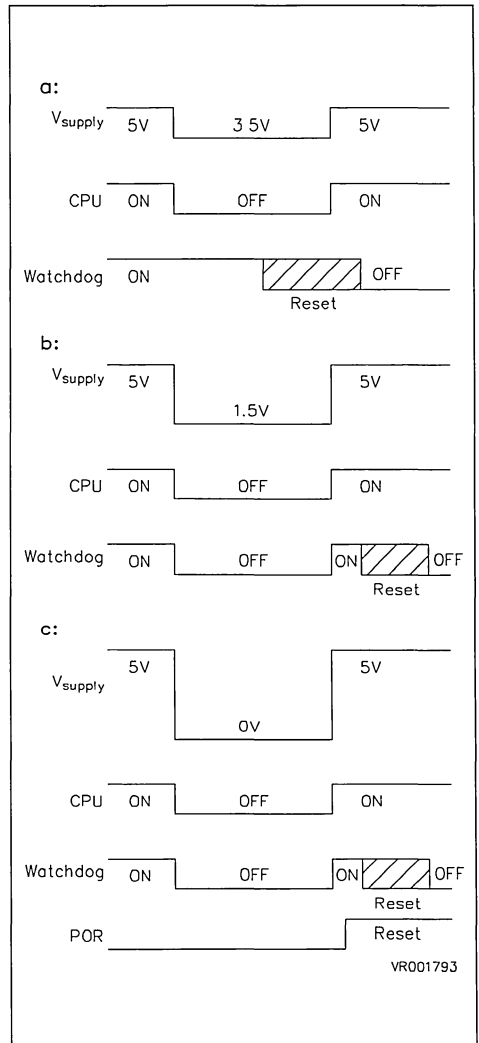 a:
Vsupply 5V 3 5V 5V
CPU ON OFF ON
Watchdog ON OFF
Reset
b:
Vsupply 5V 5V
1.5V
CPU ON OFF ON
Watchdog ON OFF ON OFF
Reset
c:
5V 5V
Vsupply
0V
CPU ON OFF ON
Watchdog ON OFF ON OFF
Reset
POR Reset
VR001793